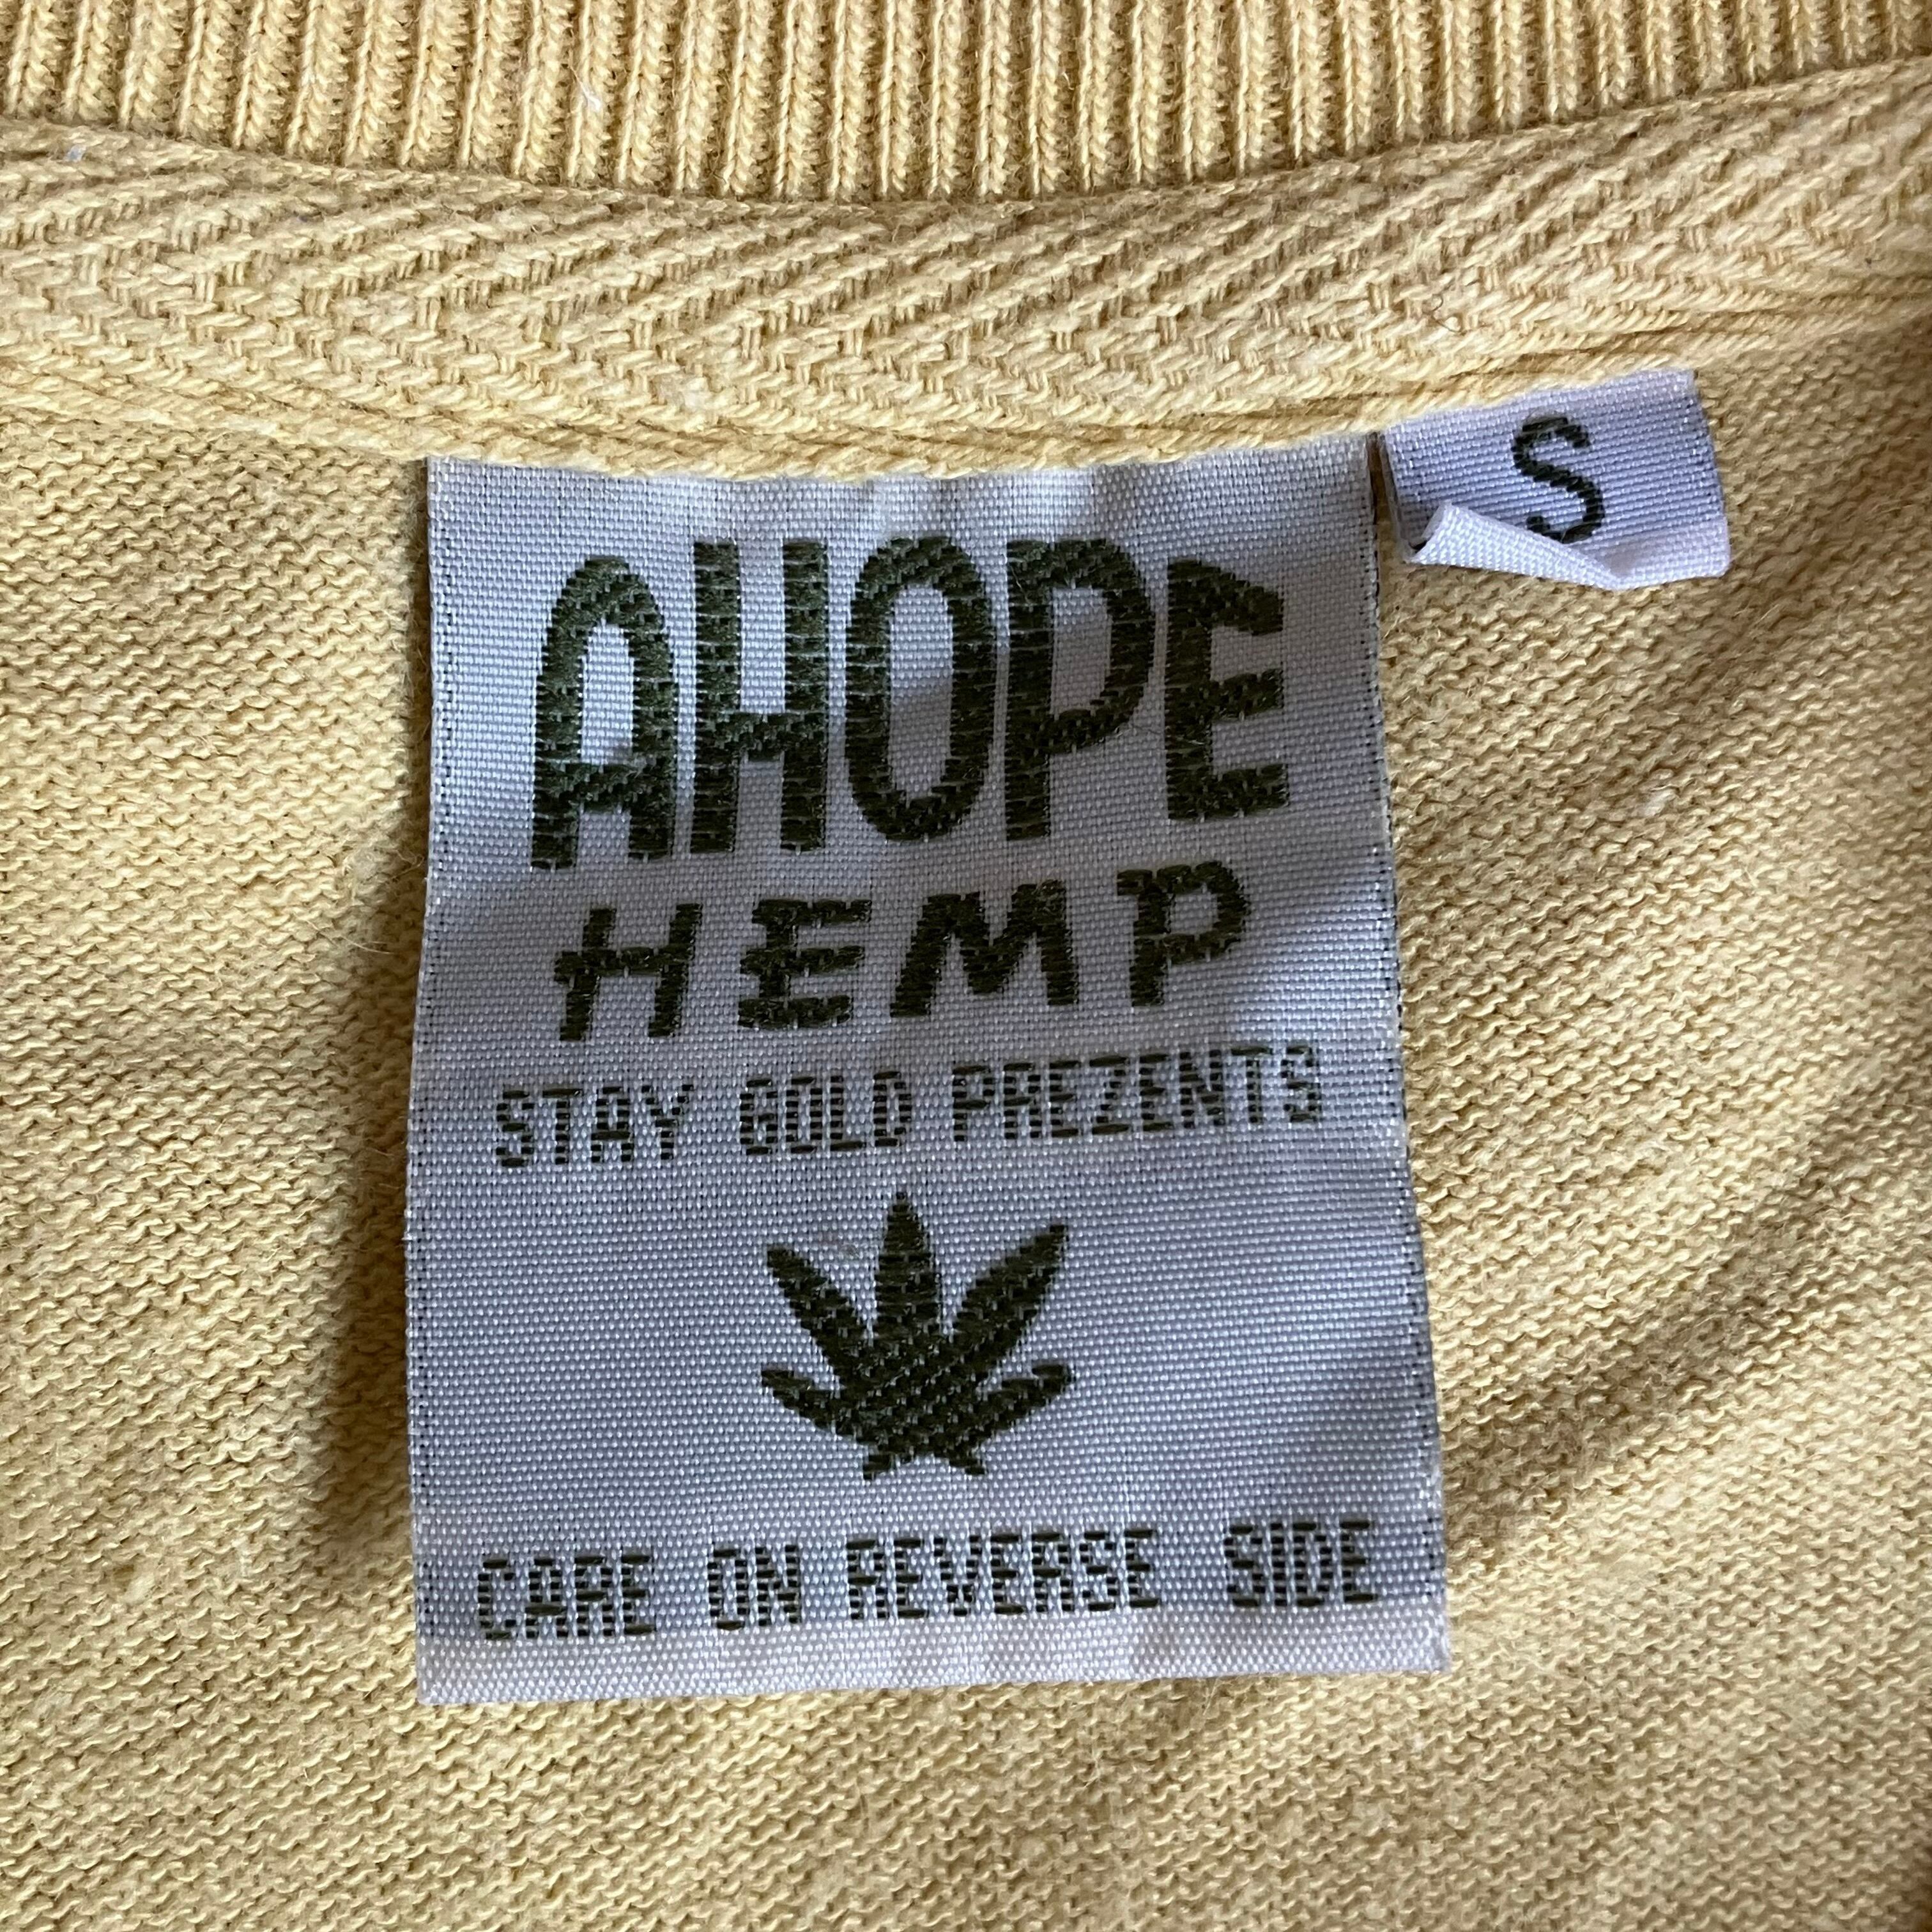 AHOPE
HEMP
STAY GOLD PREZENTS
CARE ON REVERSE SIDE
S